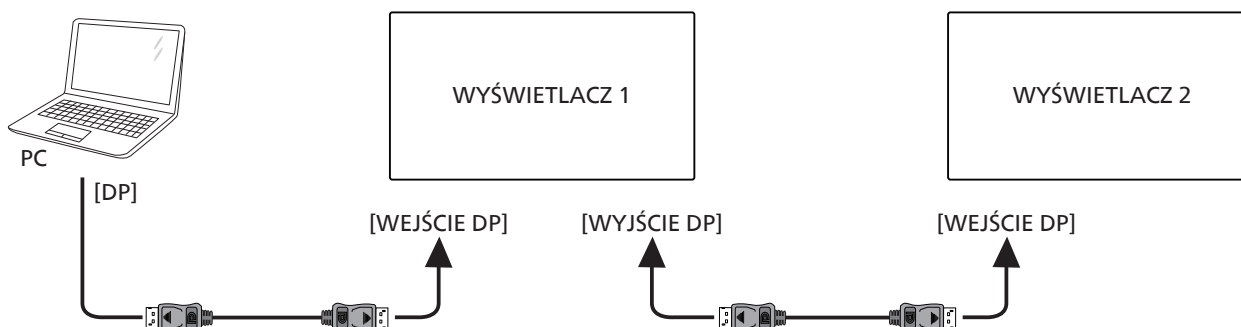 WYŚWIETLACZ 1
WYŚWIETLACZ 2
PC
[DP]
[WEJŚCIE DP]
[WYJŚCIE DP]
[WEJŚCIE DP]